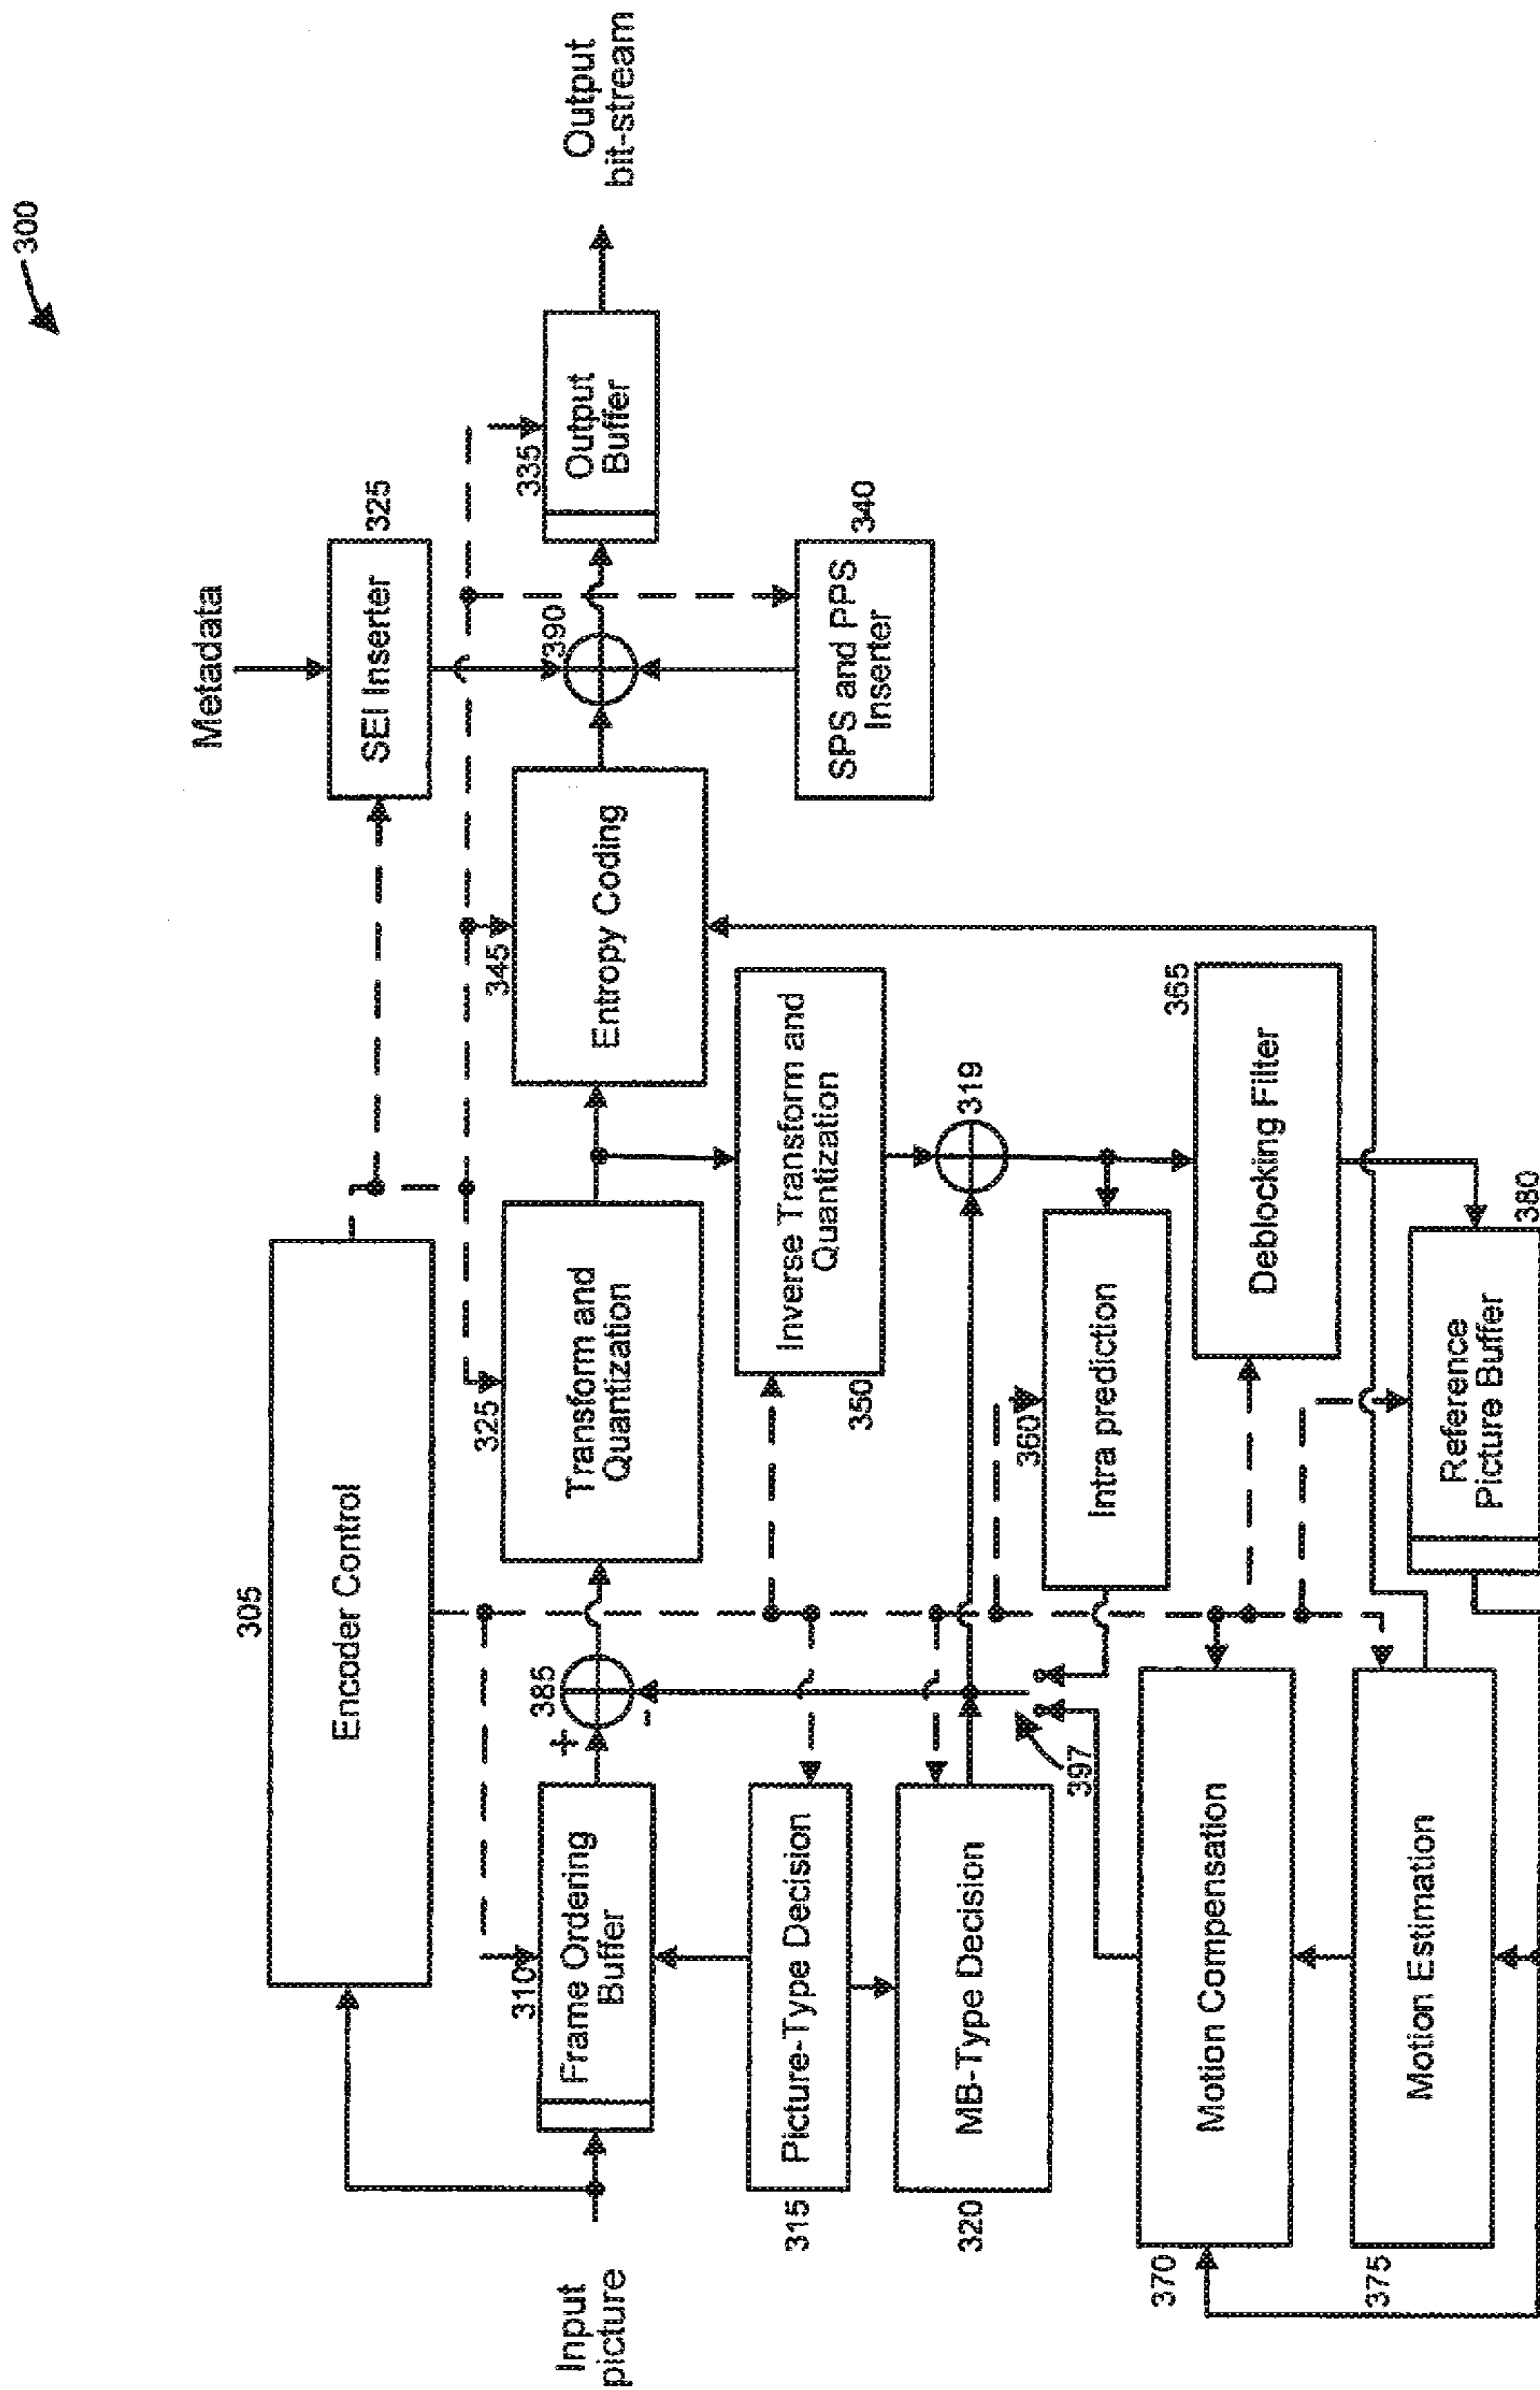 300
Metadata
SEI Inserter
325
305
Encoder Control
Input
picture
310
Frame Ordering
Buffer
+
385
-
325
Transform and
Quantization
345
Entropy Coding
390
335
Output
Buffer
Output
bit-stream
340
SPS and PPS
Inserter
315
Picture-Type Decision
350
Inverse Transform and
Quantization
320
MB-Type Decision
319
397
360
Intra prediction
365
Deblocking Filter
370
Motion Compensation
375
Motion Estimation
Reference
Picture Buffer
380